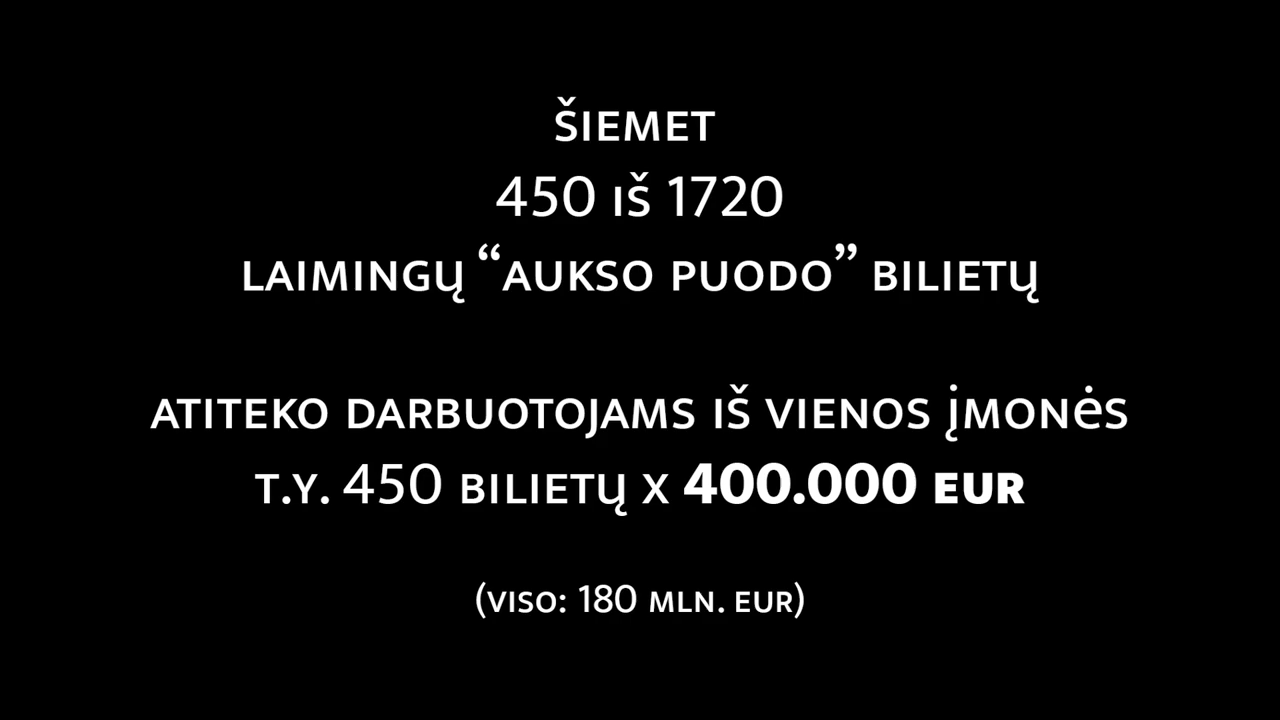 ŠIEMET
450 IŠ 1720
LAIMINGŲ “AUKSO PUODO” BILIETŲ
ATITEKO DARBUOTOJAMS IŠ VIENOS ĮMONĖS
T.Y. 450 BILIETŲ X 400.000 EUR
(VISO: 180 MLN. EUR)